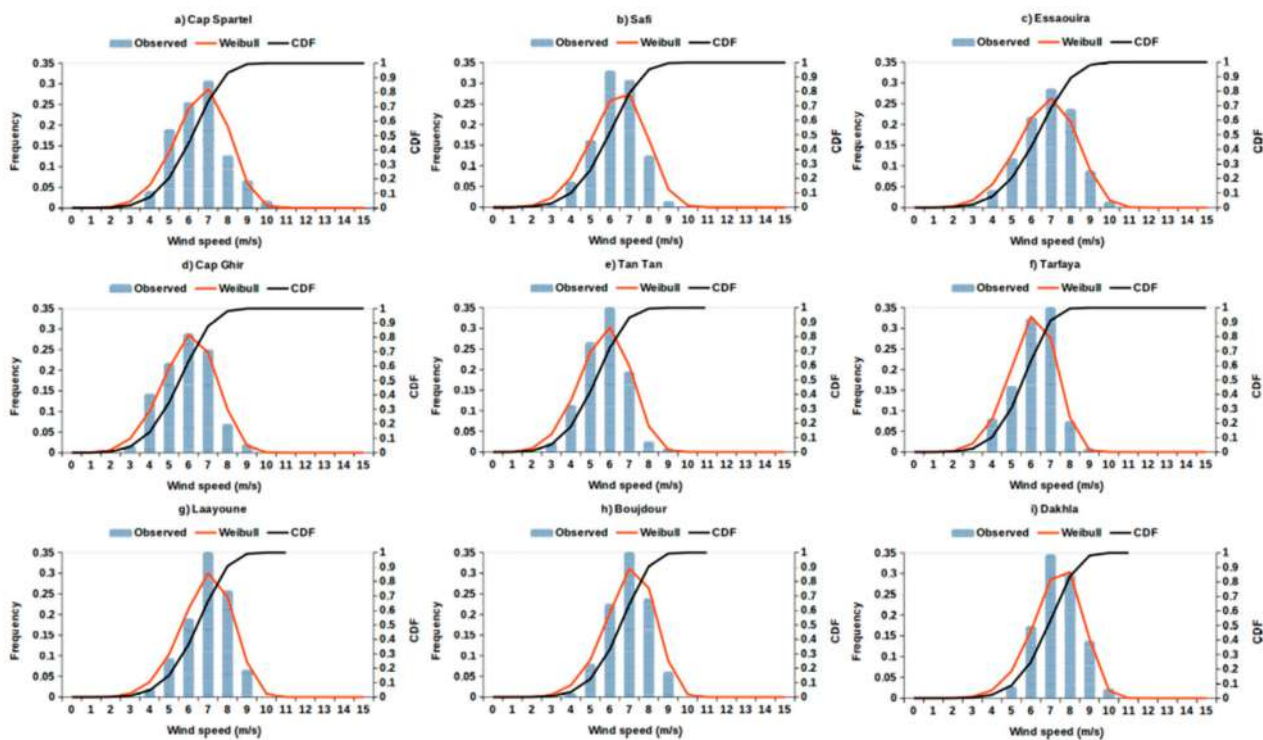 a) Cap Spartel
Observed Weibull CDF
0.35 0.3 0.25 0.2 0.15 0.1 0.05 0
Frequency
1 0.9 0.8 0.7 0.6 0.5 0.4 0.3 0.2 0.1 0
CDF
0 1 2 3 4 5 6 7 8 9 10 11 12 13 14 15
Wind speed (m/s)
b) Safi
Observed Weibull CDF
0.35 0.3 0.25 0.2 0.15 0.1 0.05 0
Frequency
1 0.9 0.8 0.7 0.6 0.5 0.4 0.3 0.2 0.1 0
CDF
0 1 2 3 4 5 6 7 8 9 10 11 12 13 14 15
Wind speed (m/s)
c) Essaouira
Observed Weibull CDF
0.35 0.3 0.25 0.2 0.15 0.1 0.05 0
Frequency
1 0.9 0.8 0.7 0.6 0.5 0.4 0.3 0.2 0.1 0
CDF
0 1 2 3 4 5 6 7 8 9 10 11 12 13 14 15
Wind speed (m/s)
d) Cap Ghir
Observed Weibull CDF
0.35 0.3 0.25 0.2 0.15 0.1 0.05 0
Frequency
1 0.9 0.8 0.7 0.6 0.5 0.4 0.3 0.2 0.1 0
CDF
0 1 2 3 4 5 6 7 8 9 10 11 12 13 14 15
Wind speed (m/s)
e) Tan Tan
Observed Weibull CDF
0.35 0.3 0.25 0.2 0.15 0.1 0.05 0
Frequency
1 0.9 0.8 0.7 0.6 0.5 0.4 0.3 0.2 0.1 0
CDF
0 1 2 3 4 5 6 7 8 9 10 11 12 13 14 15
Wind speed (m/s)
f) Tarfaya
Observed Weibull CDF
0.35 0.3 0.25 0.2 0.15 0.1 0.05 0
Frequency
1 0.9 0.8 0.7 0.6 0.5 0.4 0.3 0.2 0.1 0
CDF
0 1 2 3 4 5 6 7 8 9 10 11 12 13 14 15
Wind speed (m/s)
g) Laayoune
Observed Weibull CDF
0.35 0.3 0.25 0.2 0.15 0.1 0.05 0
Frequency
1 0.9 0.8 0.7 0.6 0.5 0.4 0.3 0.2 0.1 0
CDF
0 1 2 3 4 5 6 7 8 9 10 11 12 13 14 15
Wind speed (m/s)
h) Boujdour
Observed Weibull CDF
0.35 0.3 0.25 0.2 0.15 0.1 0.05 0
Frequency
1 0.9 0.8 0.7 0.6 0.5 0.4 0.3 0.2 0.1 0
CDF
0 1 2 3 4 5 6 7 8 9 10 11 12 13 14 15
Wind speed (m/s)
i) Dakhla
Observed Weibull CDF
0.35 0.3 0.25 0.2 0.15 0.1 0.05 0
Frequency
1 0.9 0.8 0.7 0.6 0.5 0.4 0.3 0.2 0.1 0
CDF
0 1 2 3 4 5 6 7 8 9 10 11 12 13 14 15
Wind speed (m/s)